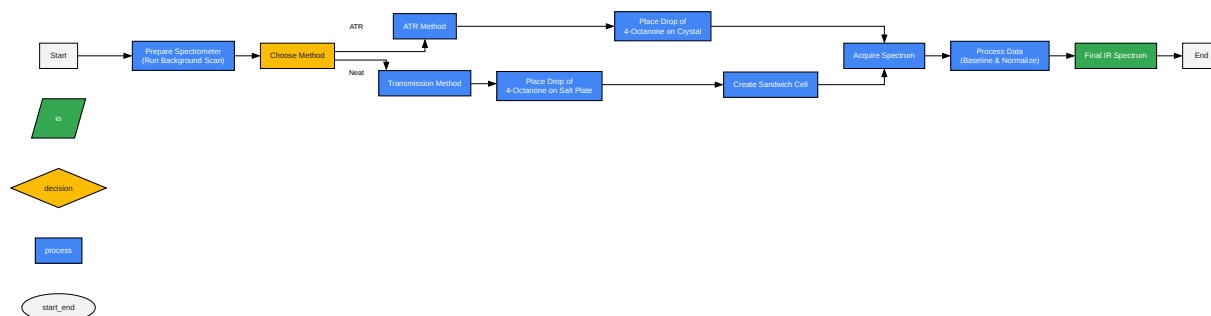 Start
Prepare Spectrometer
(Run Background Scan)
Choose Method
ATR
Neat
ATR Method
Transmission Method
Place Drop of
4-Octanone on Crystal
Place Drop of
4-Octanone on Salt Plate
Create Sandwich Cell
Acquire Spectrum
Process Data
(Baseline & Normalize)
Final IR Spectrum
End
io
decision
process
start_end